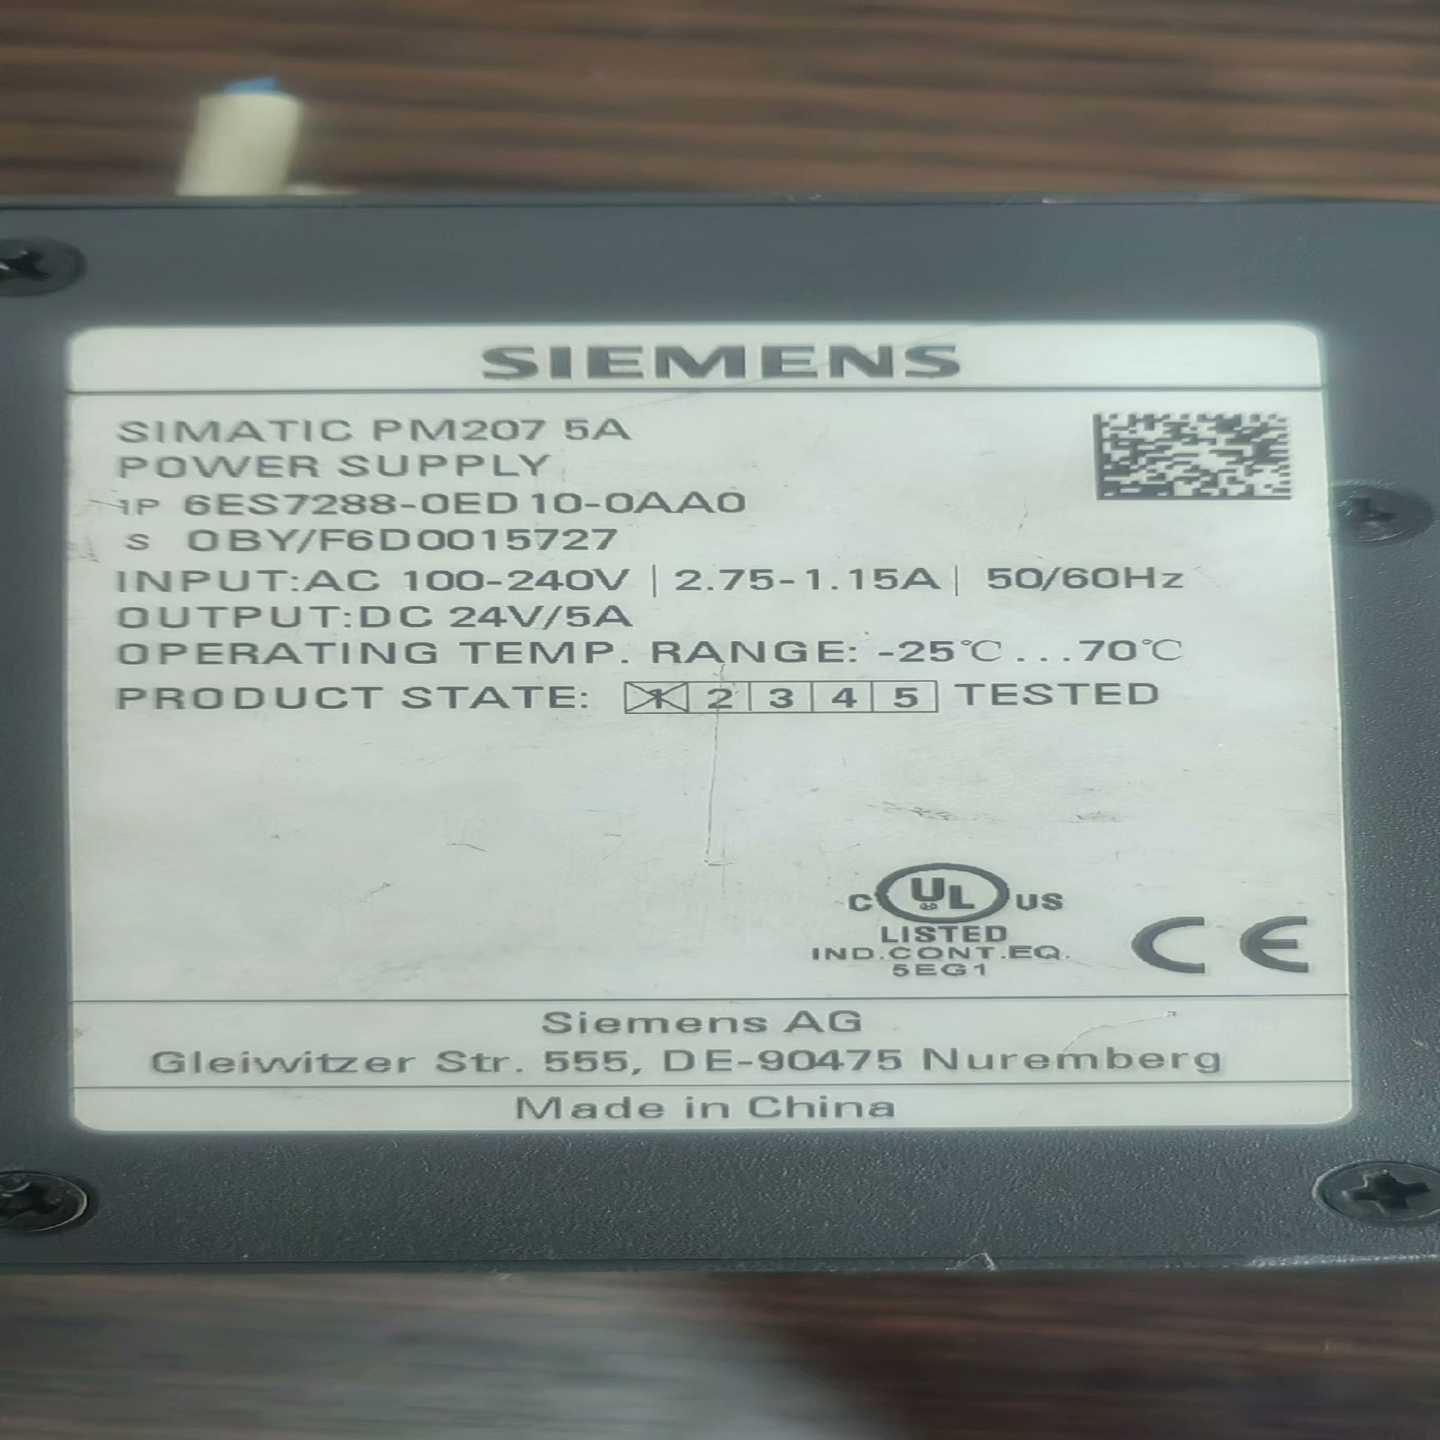 SIEMENS
SIMATIC PM207 5A
POWER SUPPLY
1P 6ES7288-0ED10-0AA0
S 0BY/F6D0015727
INPUT:AC 100-240V | 2.75-1.15A | 50/60Hz
OUTPUT:DC 24V/5A
OPERATING TEMP. RANGE: -25℃...70℃
PRODUCT STATE: 1 2 3 4 5 TESTED
C UL US
LISTED
IND.CONT.EQ.
5EG1
CE
Siemens AG
Gleiwitzer Str. 555, DE-90475 Nuremberg
Made in China